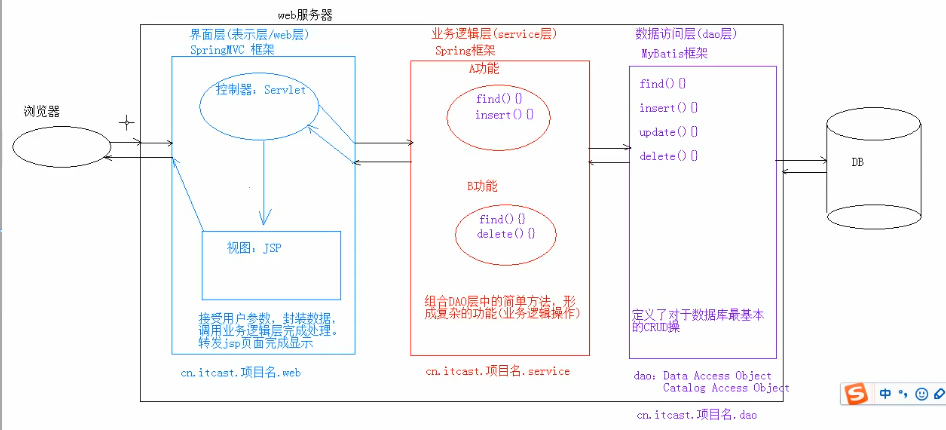 web服务器
界面层(表示层/web层)
SpringMVC 框架
控制器: Servlet
视图: JSP
接受用户参数, 封装数据,
调用业务逻辑层完成处理。
转发jsp页面完成显示
cn.itcast.项目名.web
浏览器
业务逻辑层(service层)
Spring框架
A功能
find(){}
insert(){}
B功能
find(){}
delete(){}
组合DAO层中的简单方法, 形
成复杂的功能(业务逻辑操作)
cn.itcast.项目名.service
数据访问层(dao层)
MyBatis框架
find(){}
insert(){}
update(){}
delete(){}
定义了对于数据库最基本
的CRUD操
dao: Data Access Object
Catalog Access Object
cn.itcast.项目名.dao
DB
S 中